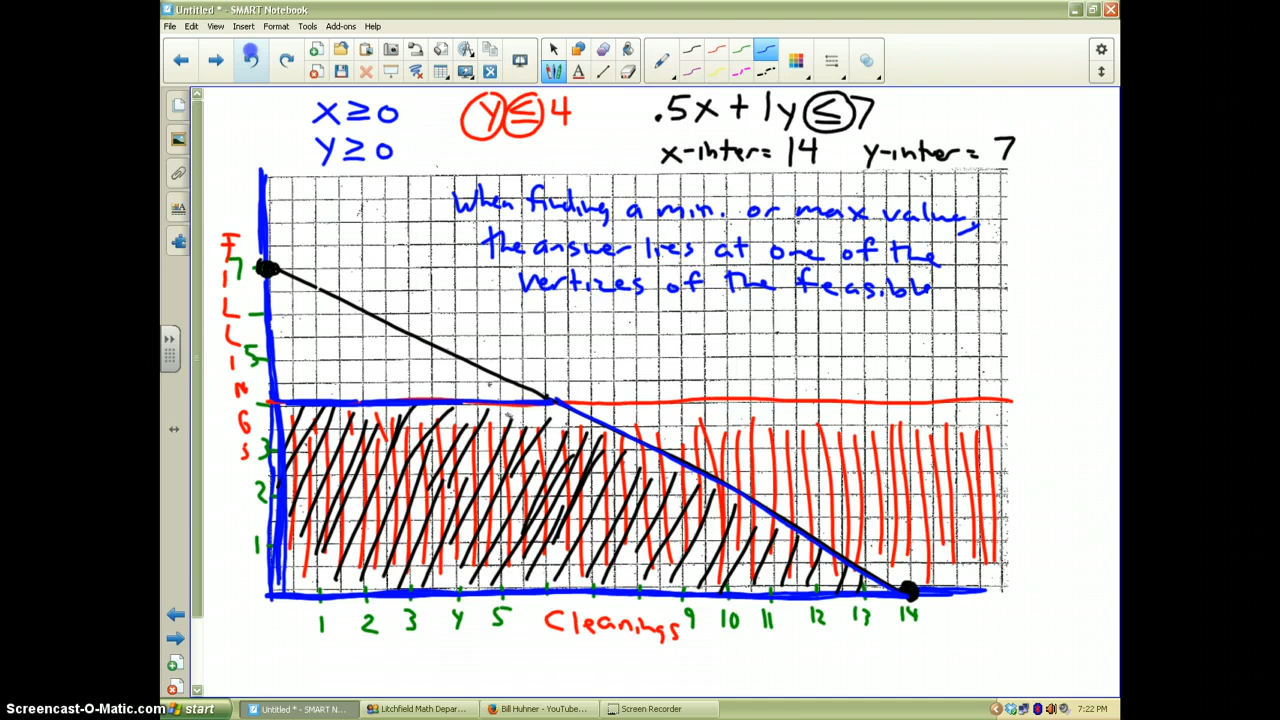 Untitled * - SMART Notebook
File Edit View Insert Format Tools Add-ons Help
x ≥ 0
y ≤ 4
.5x + 1y ≤ 7
y ≥ 0
x-inter = 14 y-inter = 7
When finding a min. or max value,
the answer lies at one of the
vertizes of the feasible
FILLINGS
7
5
3
2
1
1 2 3 4 5 9 10 11 12 13 14
Cleanings
Screencast-O-Matic.com
start Untitled * - SMART N... Litchfield Math Depar... Bill Huhner - YouTube... Screen Recorder 7:22 PM